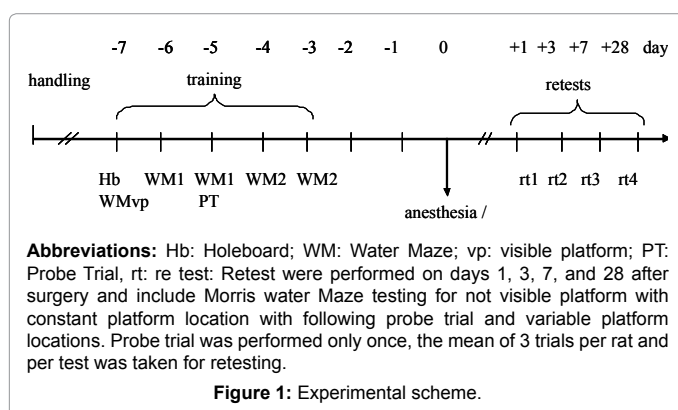 -7 -6 -5 -4 -3 -2 -1 0 +1 +3 +7 +28 day
handling training retests
Hb WM1 WM1 WM2 WM2 rt1 rt2 rt3 rt4
WMvp PT
anesthesia /
Abbreviations: Hb: Holeboard; WM: Water Maze; vp: visible platform; PT:
Probe Trial, rt: re test: Retest were performed on days 1, 3, 7, and 28 after
surgery and include Morris water Maze testing for not visible platform with
constant platform location with following probe trial and variable platform
locations. Probe trial was performed only once, the mean of 3 trials per rat and
per test was taken for retesting.
Figure 1: Experimental scheme.